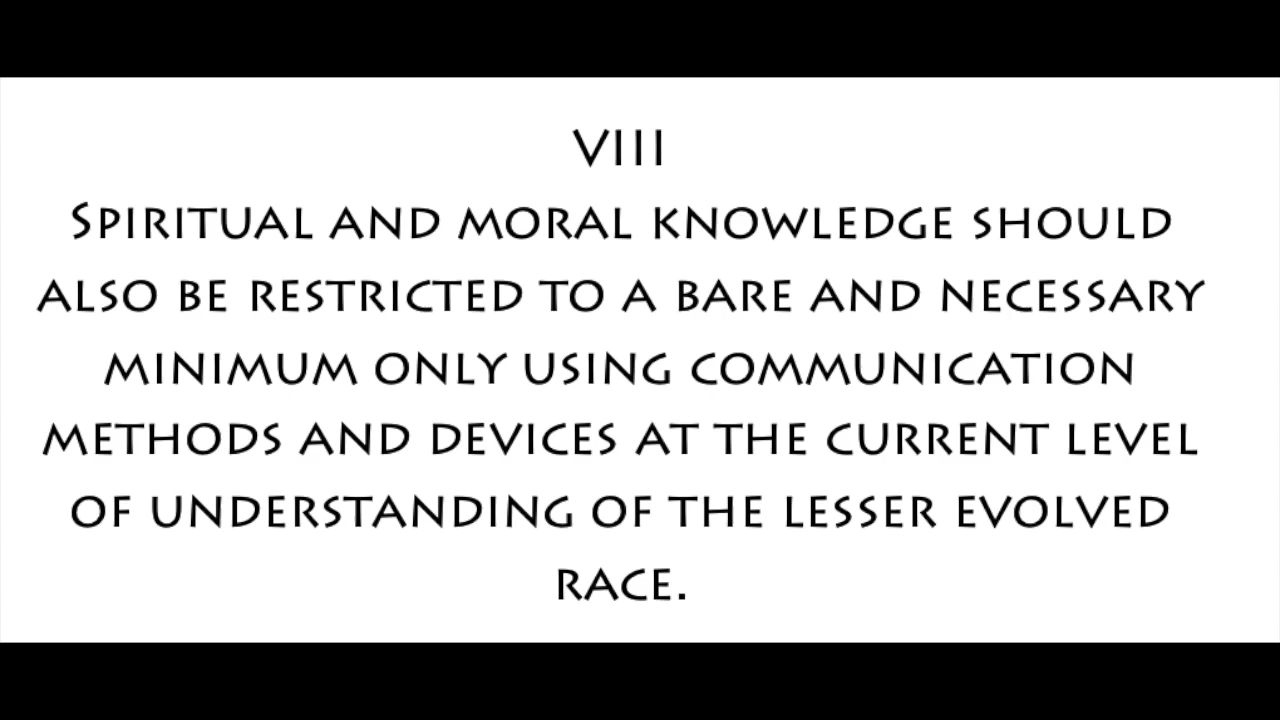 VIII
Spiritual and moral knowledge should
also be restricted to a bare and necessary
minimum only using communication
methods and devices at the current level
of understanding of the lesser evolved
race.